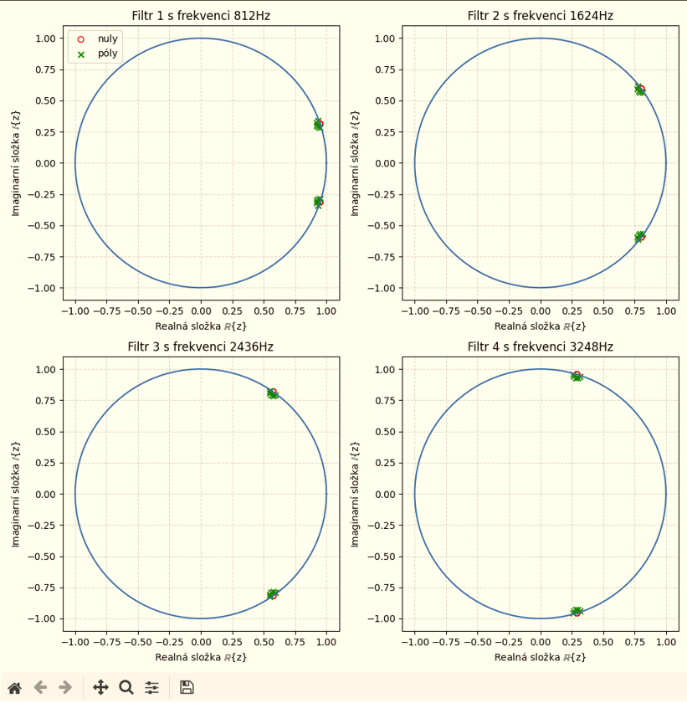 Filtr 1 s frekvenci 812Hz
nuly
póly
1.00
0.75
0.50
0.25
0.00
−0.25
−0.50
−0.75
−1.00
Imaginarní složka 𝕀{z}
−1.00 −0.75 −0.50 −0.25 0.00 0.25 0.50 0.75 1.00
Realná složka ℝ{z}
Filtr 2 s frekvenci 1624Hz
1.00
0.75
0.50
0.25
0.00
−0.25
−0.50
−0.75
−1.00
Imaginarní složka 𝕀{z}
−1.00 −0.75 −0.50 −0.25 0.00 0.25 0.50 0.75 1.00
Realná složka ℝ{z}
Filtr 3 s frekvenci 2436Hz
1.00
0.75
0.50
0.25
0.00
−0.25
−0.50
−0.75
−1.00
Imaginarní složka 𝕀{z}
−1.00 −0.75 −0.50 −0.25 0.00 0.25 0.50 0.75 1.00
Realná složka ℝ{z}
Filtr 4 s frekvenci 3248Hz
1.00
0.75
0.50
0.25
0.00
−0.25
−0.50
−0.75
−1.00
Imaginarní složka 𝕀{z}
−1.00 −0.75 −0.50 −0.25 0.00 0.25 0.50 0.75 1.00
Realná složka ℝ{z}